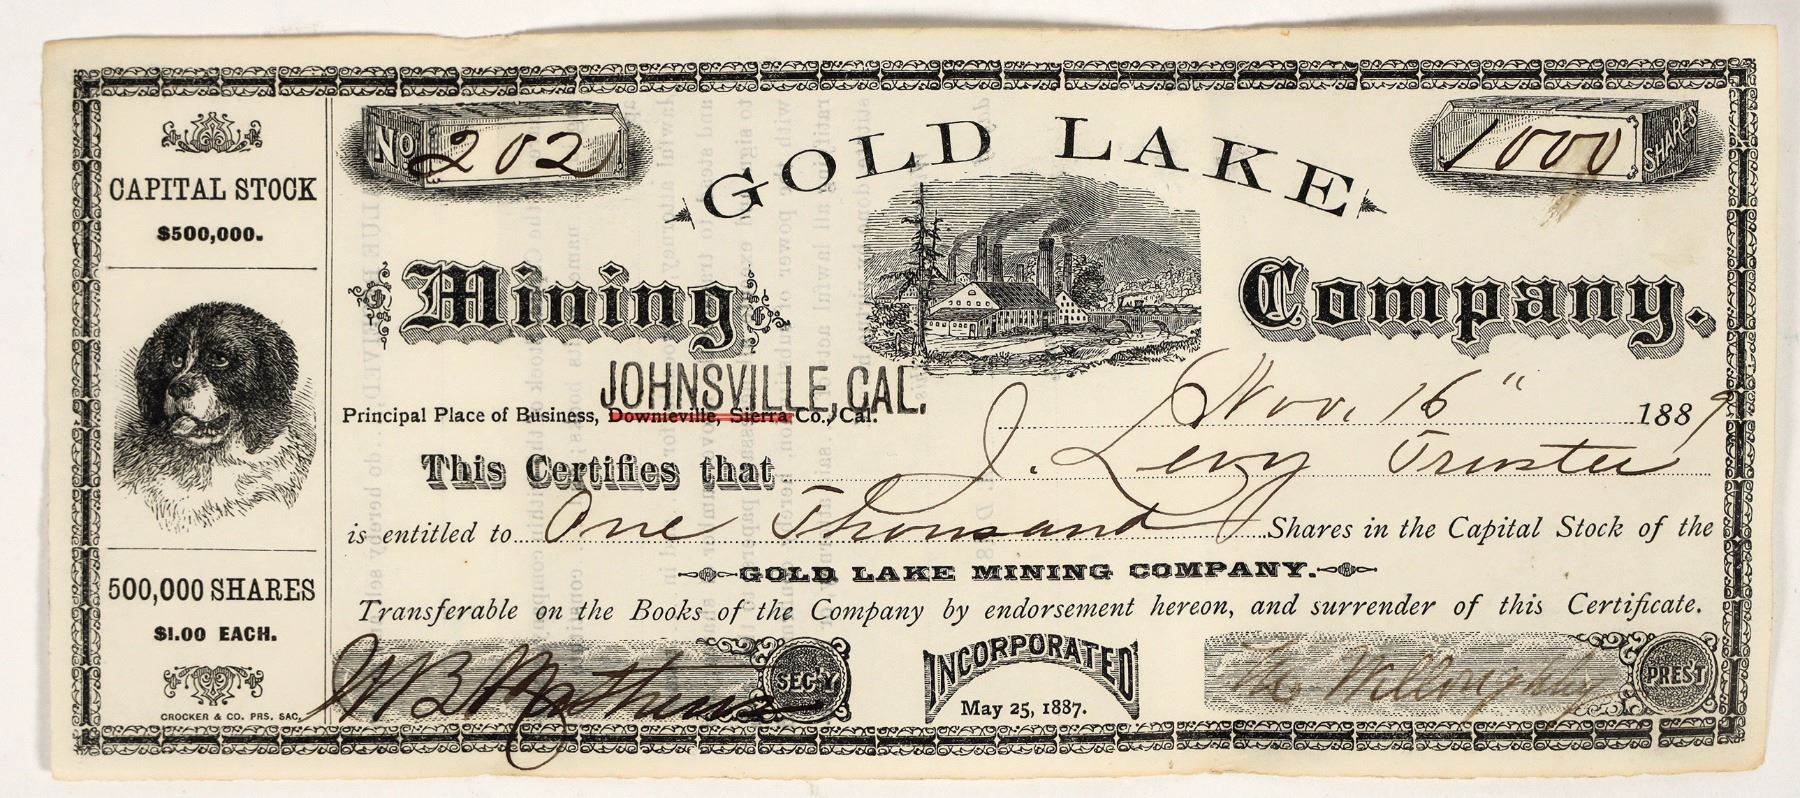 No 202
1000 SHARES
GOLD LAKE
Mining Company.
CAPITAL STOCK
$500,000.
500,000 SHARES
$1.00 EACH.
CROCKER & CO. PRS. SAC.
JOHNSVILLE, CAL.
Principal Place of Business, Downieville, Sierra Co., Cal.
Nov. 16" 1889
This Certifies that J. Levy Trustee
is entitled to One Thousand Shares in the Capital Stock of the
GOLD LAKE MINING COMPANY.
Transferable on the Books of the Company by endorsement hereon, and surrender of this Certificate.
W B Mathews SEC'Y
INCORPORATED
May 25, 1887.
Willoughby PREST